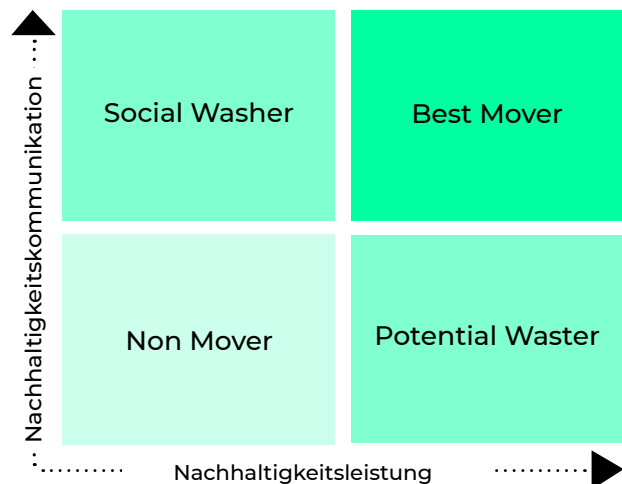 Nachhaltigkeitskommunikation
Social Washer
Best Mover
Non Mover
Potential Waster
Nachhaltigkeitsleistung